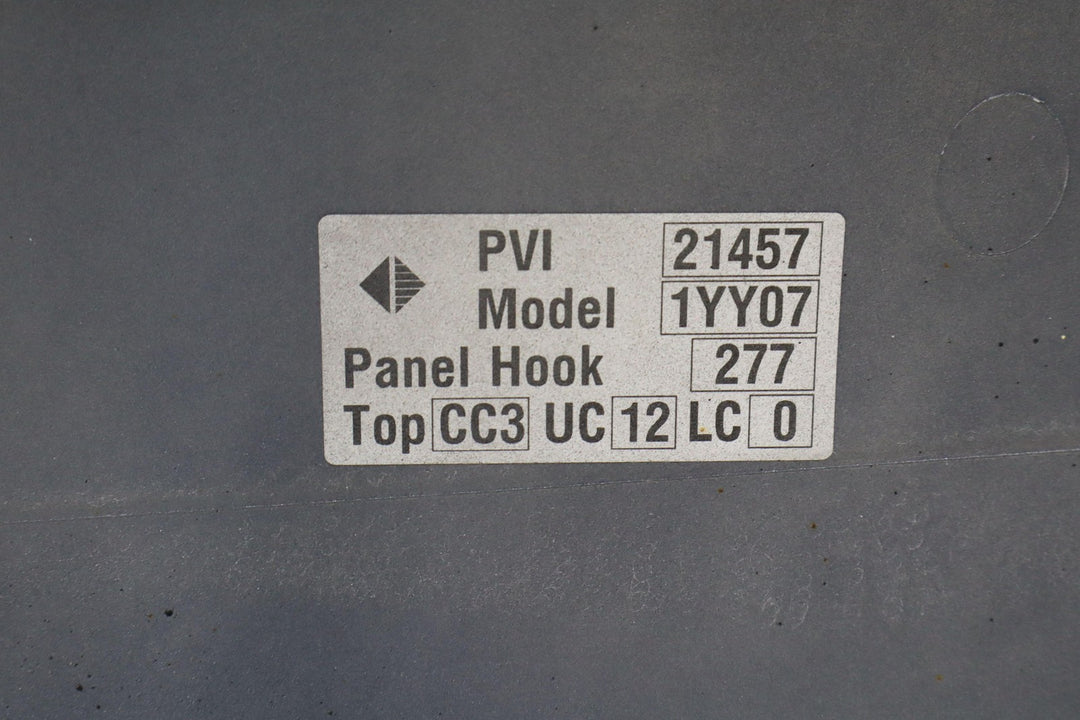 PVI 21457
Model 1YY07
Panel Hook 277
Top CC3 UC 12 LC 0